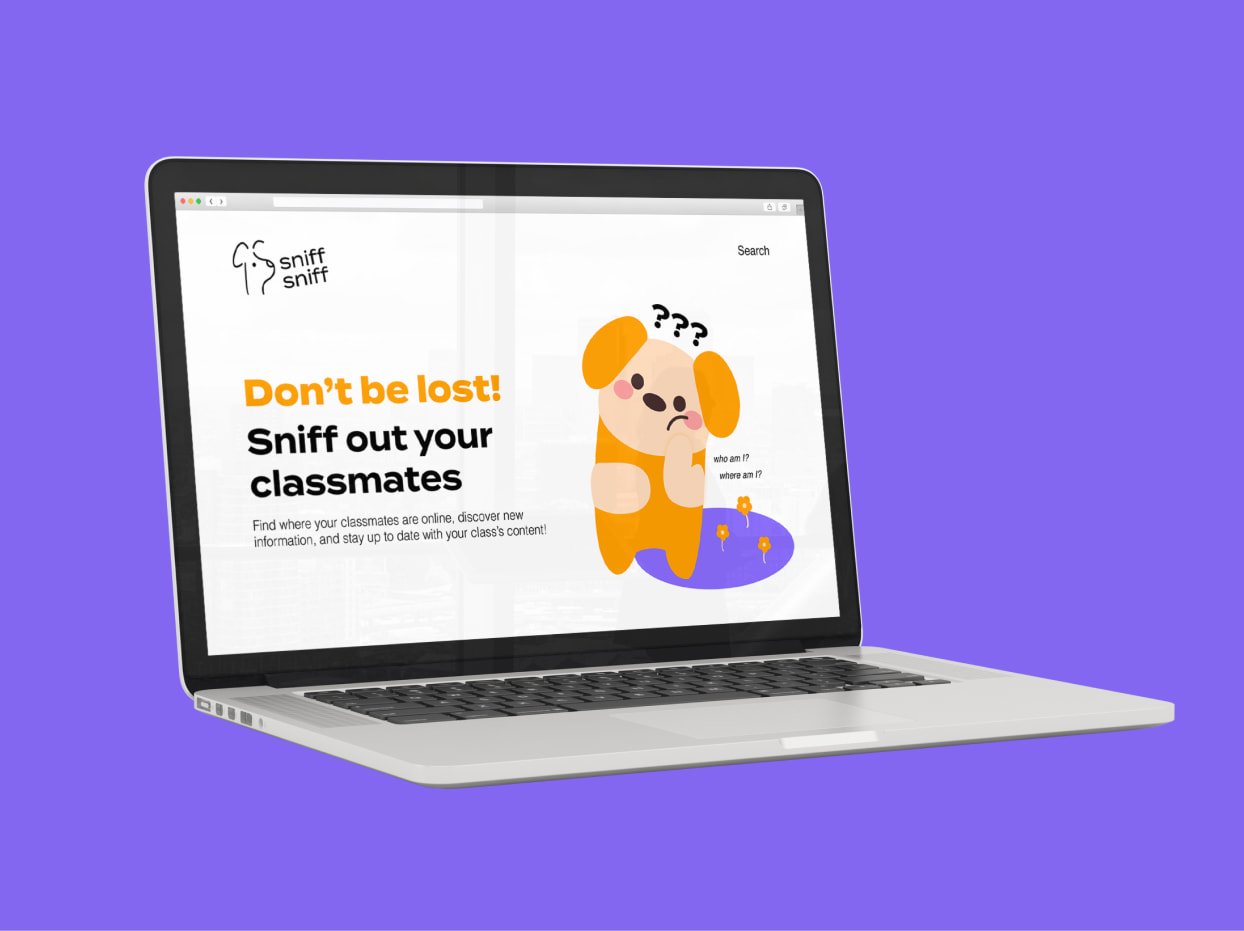 sniff
sniff
Search
???
Don't be lost!
Sniff out your
classmates
Find where your classmates are online, discover new
information, and stay up to date with your class's content!
who am I?
where am I?